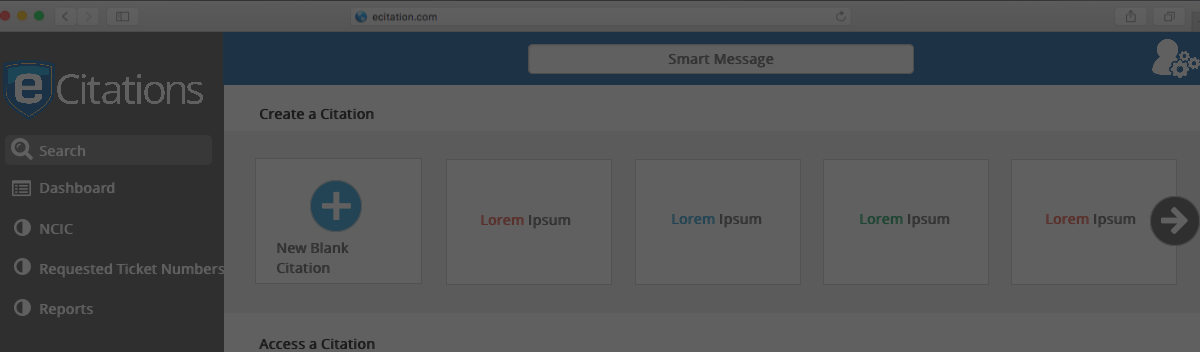 ecitation.com
Smart Message
eCitations
Create a Citation
Search
Dashboard
NCIC
Requested Ticket Numbers
Reports
New Blank
Citation
Lorem Ipsum
Lorem Ipsum
Lorem Ipsum
Lorem Ipsum
Access a Citation